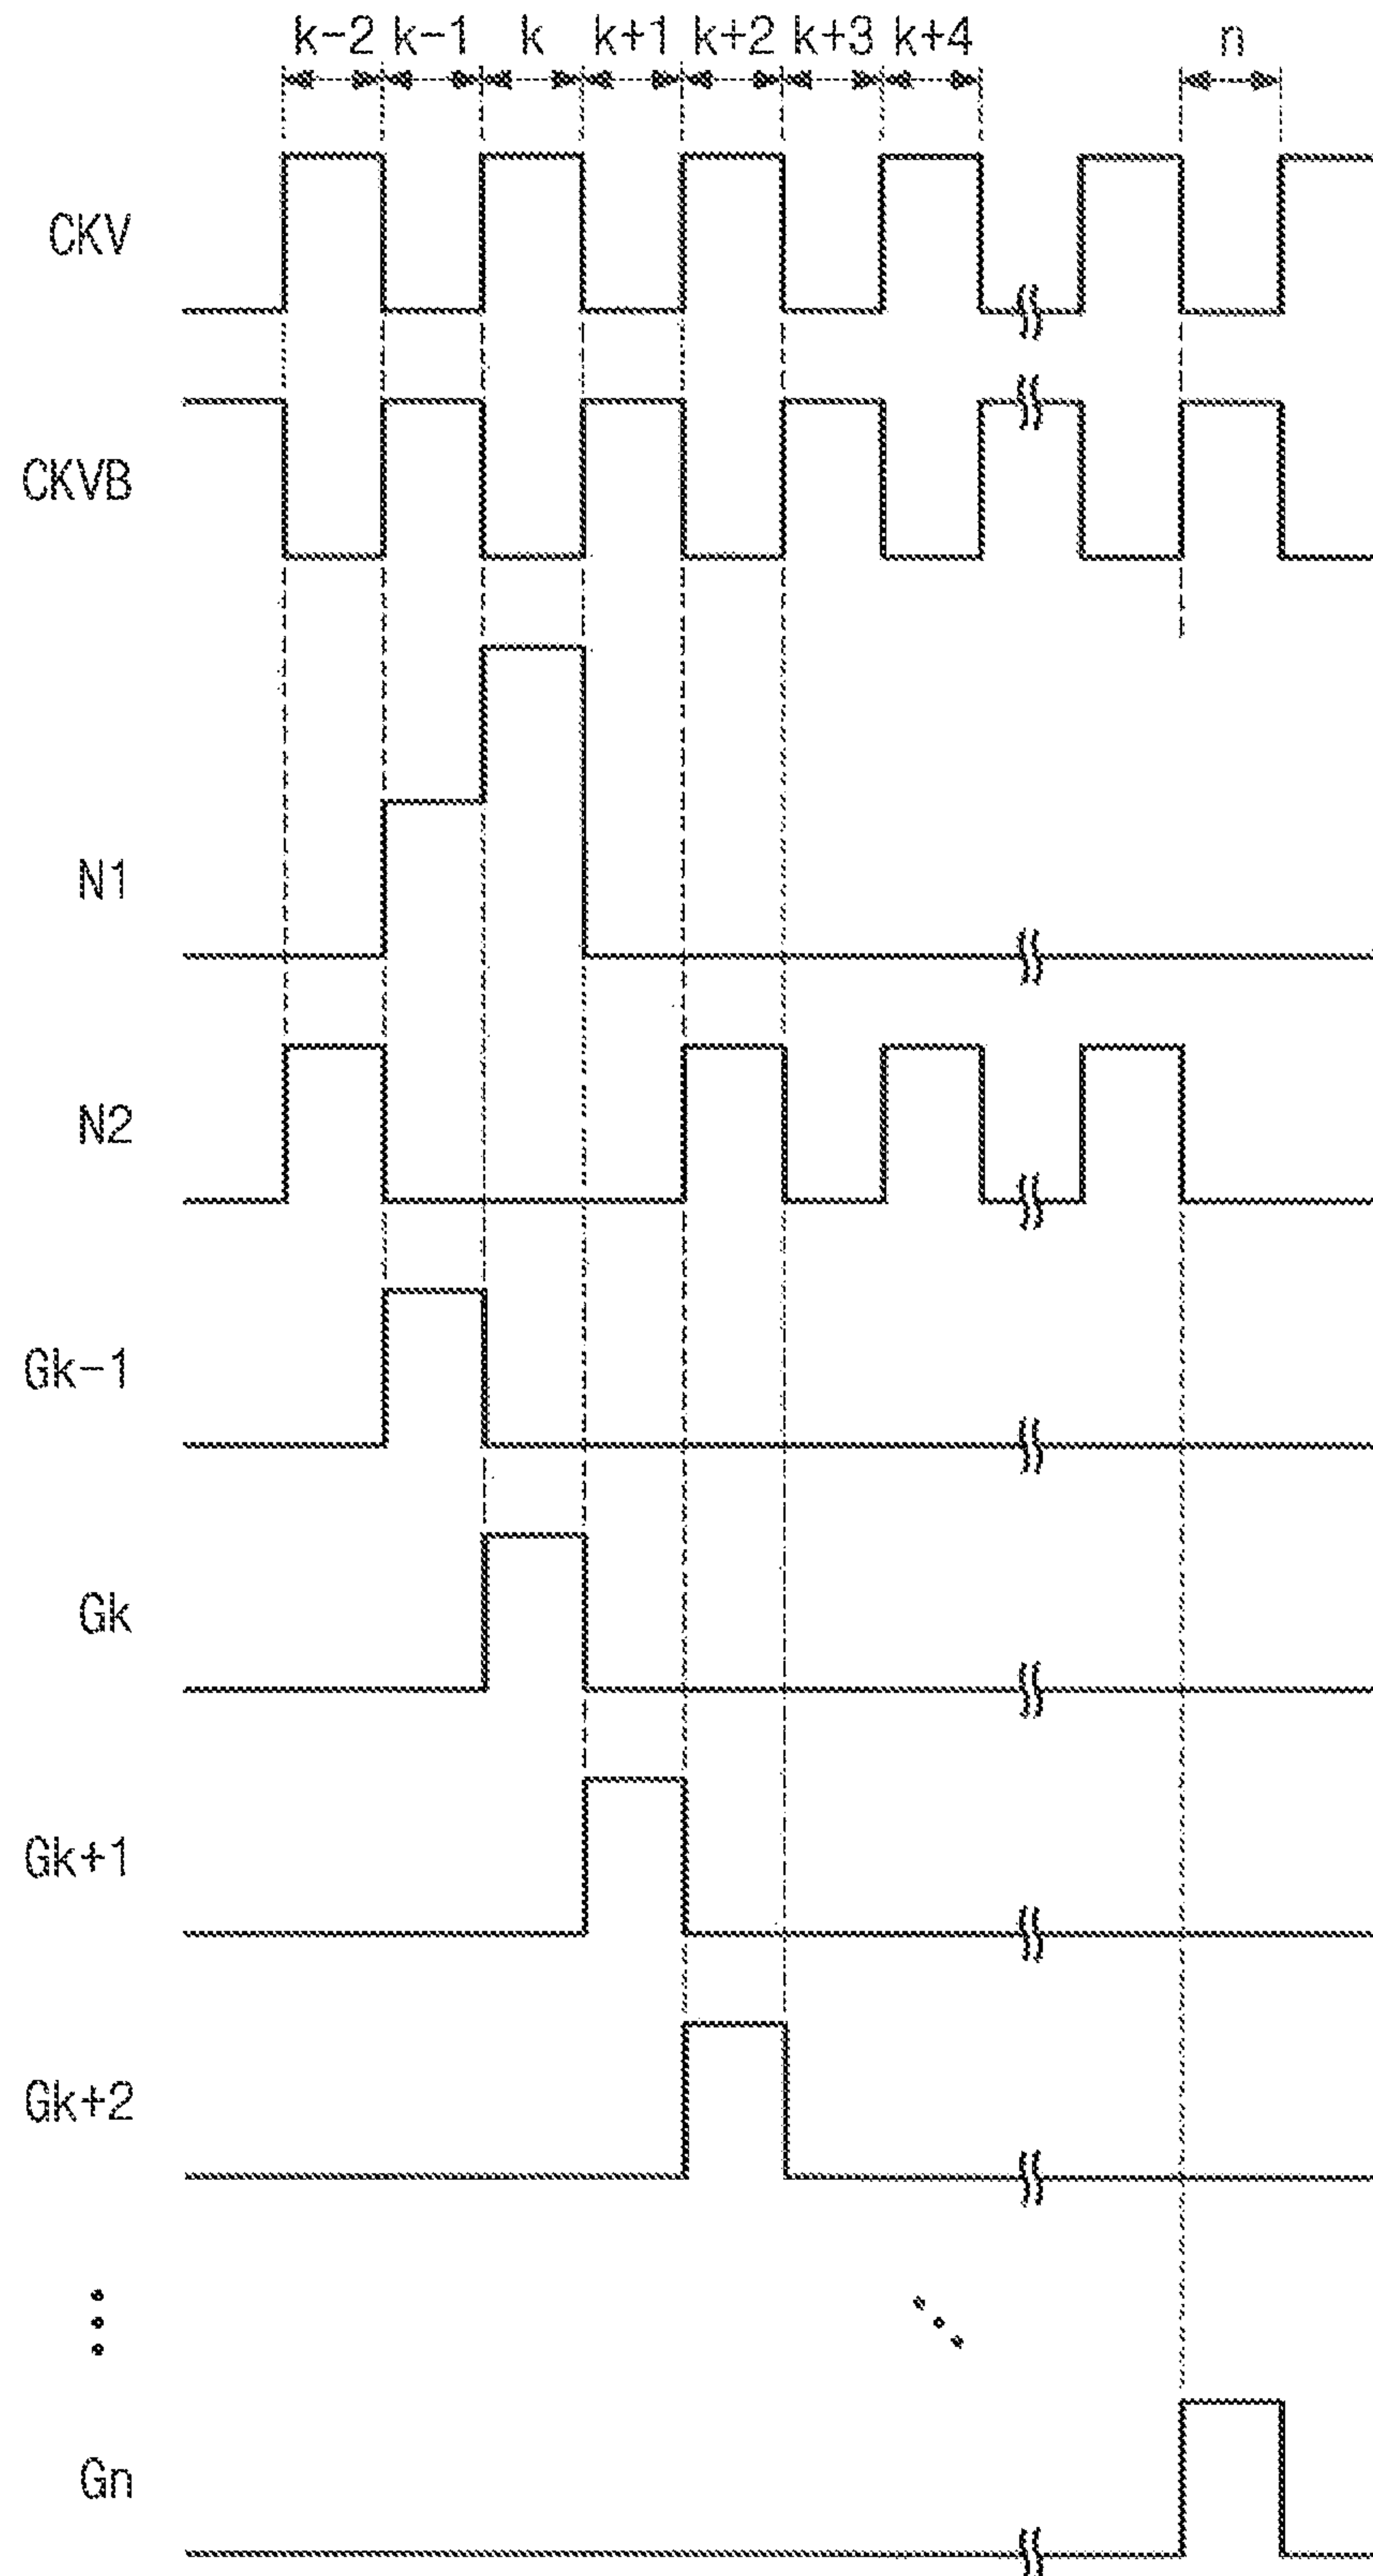 k-2 k-1 k k+1 k+2 k+3 k+4 n
CKV
CKVB
N1
N2
Gk-1
Gk
Gk+1
Gk+2
Gn